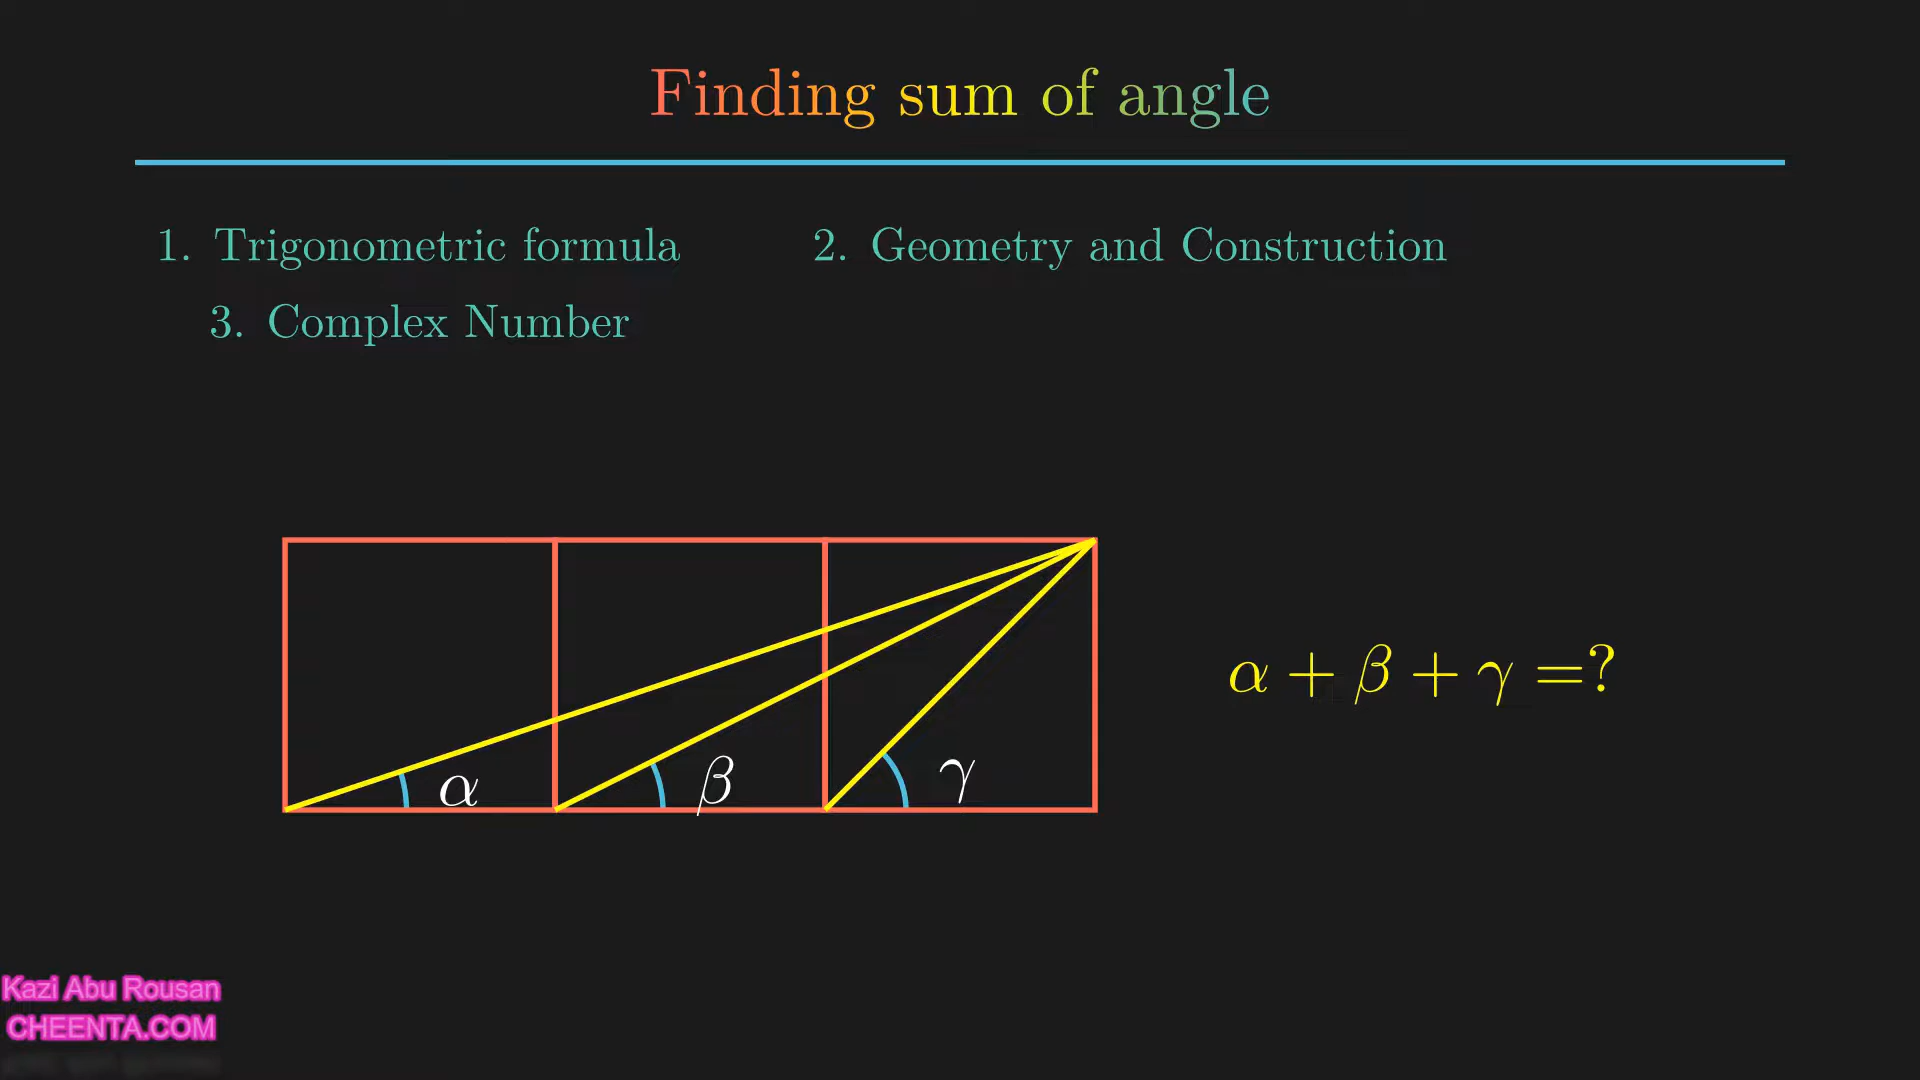 Finding sum of angle
1. Trigonometric formula
2. Geometry and Construction
3. Complex Number
α β γ
α + β + γ =?
Kazi Abu Rousan
CHEENTA.COM